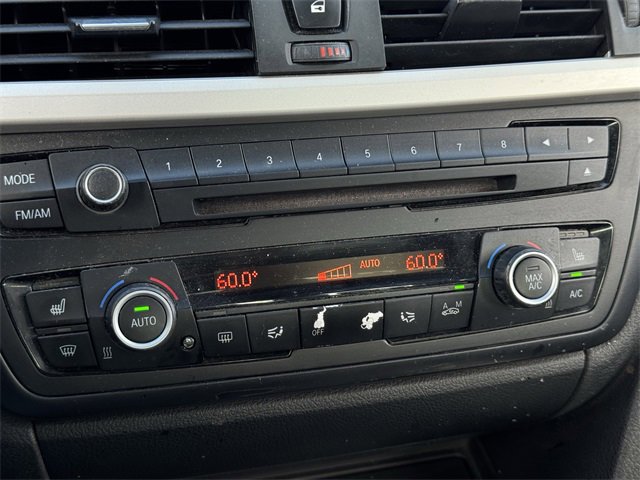 1 2 3 4 5 6 7 8
MODE
FM/AM
60.0° AUTO 60.0°
AUTO
MAX
A/C
A/C
OFF
A M